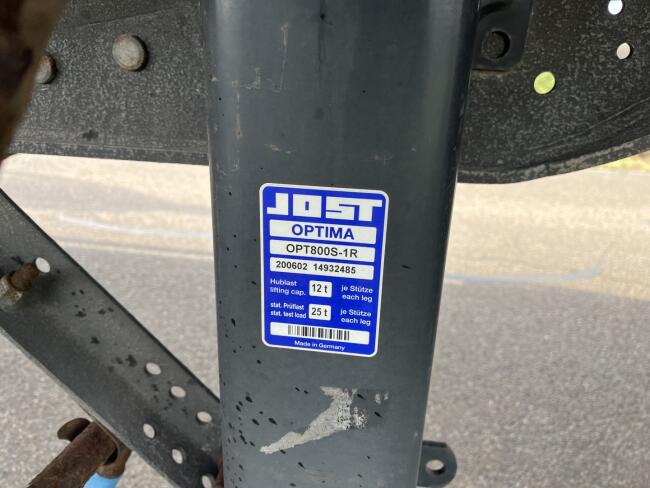 JOST
OPTIMA
OPT800S-1R
200602 14932485
Hublast lifting cap. 12 t je Stütze each leg
stat. Prüflast stat. test load 25 t je Stütze each leg
Made in Germany